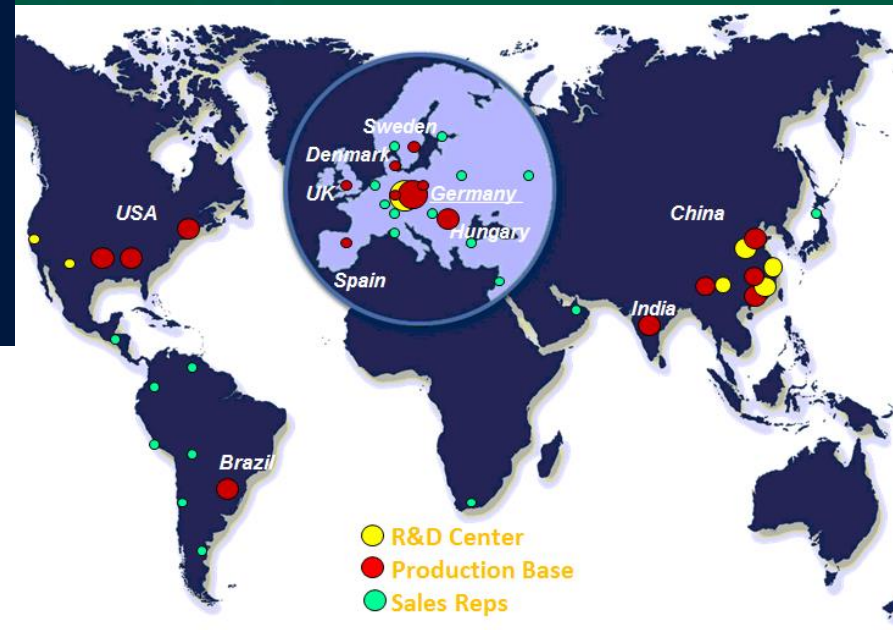 Sweden
Denmark
UK
Germany
USA
China
Hungary
Spain
India
Brazil
R&D Center
Production Base
Sales Reps